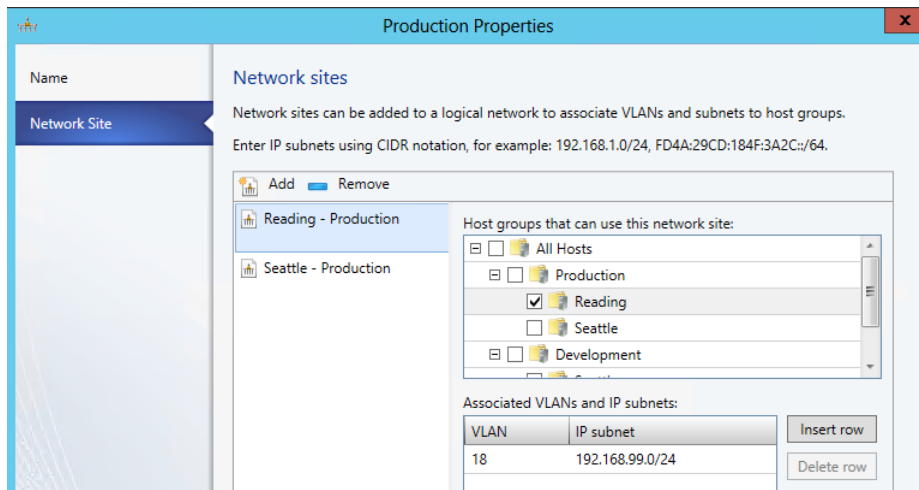 Production Properties
x
Name
Network Site
Network sites
Network sites can be added to a logical network to associate VLANs and subnets to host groups.
Enter IP subnets using CIDR notation, for example: 192.168.1.0/24, FD4A:29CD:184F:3A2C::/64.
Add Remove
Reading - Production
Seattle - Production
Host groups that can use this network site:
All Hosts
Production
Reading
Seattle
Development
Associated VLANs and IP subnets:
VLAN IP subnet
18 192.168.99.0/24
Insert row
Delete row